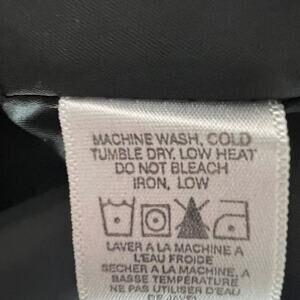 MACHINE WASH, COLD
TUMBLE DRY, LOW HEAT
DO NOT BLEACH
IRON, LOW
LAVER A LA MACHINE A
L'EAU FROIDE
SECHER A LA MACHINE, A
BASSE TEMPERATURE
NE PAS UTILISER D'EAU
DE JAVEL